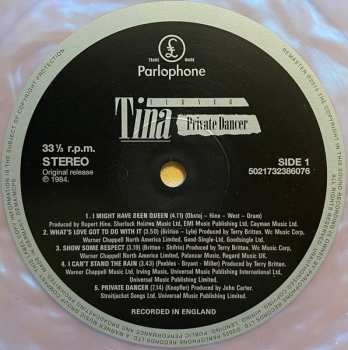 TRADE MARK
Parlophone
TURNER
Tina
Private Dancer
33 ⅓ r.p.m.
STEREO
Original release
℗ 1984.
SIDE 1
5021732386076
1. I MIGHT HAVE BEEN QUEEN (4.11) (Obstoj - Hine - West - Oram)
Produced by Rupert Hine. Sherlock Holmes Music Ltd, EMI Music Publishing Ltd, Cayman Music Ltd.
2. WHAT'S LOVE GOT TO DO WITH IT (3.50) (Britten - Lyle) Produced by Terry Britten. Wc Music Corp,
Warner Chappell North America Limited, Good-Single-Ltd, Goodsingle Ltd.
3. SHOW SOME RESPECT (3.19) (Britten - Shifrin) Produced by Terry Britten. Wc Music Corp,
Warner Chappell North America Limited, Palancar Music, Reguent Music UK.
4. I CAN'T STAND THE RAIN (3.43) (Peebles - Bryant - Miller) Produced by Terry Britten.
Warner Chappell Music Ltd, Irving Music, Universal Music Publishing International Ltd,
Universal Music Publishing Limited.
5. PRIVATE DANCER (7.14) (Knopfler) Produced by John Carter.
Straitjacket Songs Ltd, Universal Music Publishing Limited.
RECORDED IN ENGLAND